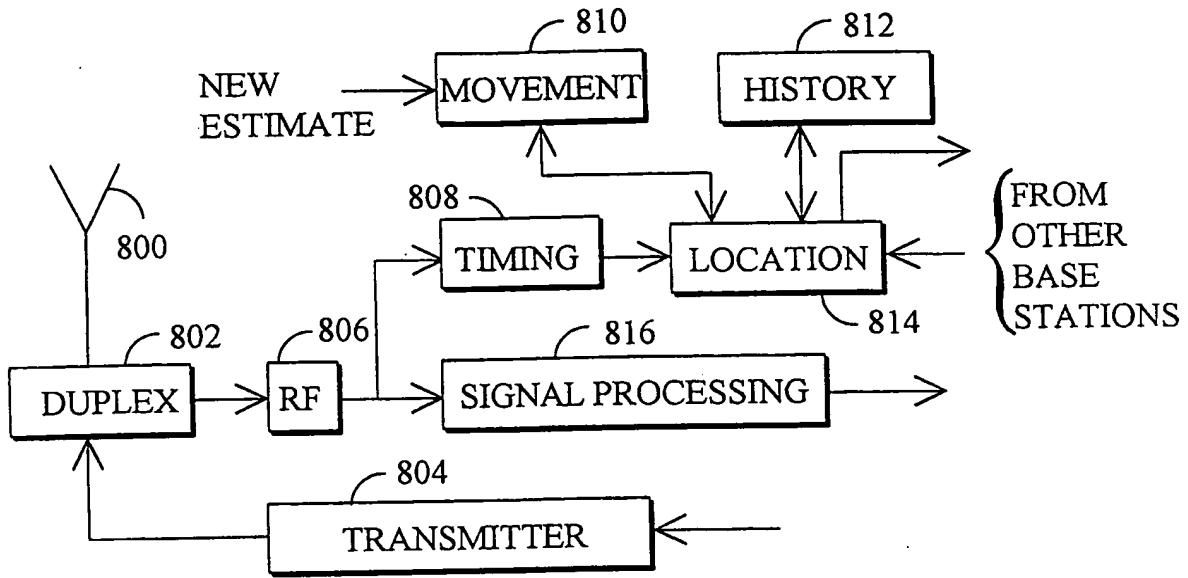 810
812
NEW
ESTIMATE
MOVEMENT
HISTORY
800
808
TIMING
LOCATION
814
FROM
OTHER
BASE
STATIONS
802
806
816
DUPLEX
RF
SIGNAL PROCESSING
804
TRANSMITTER